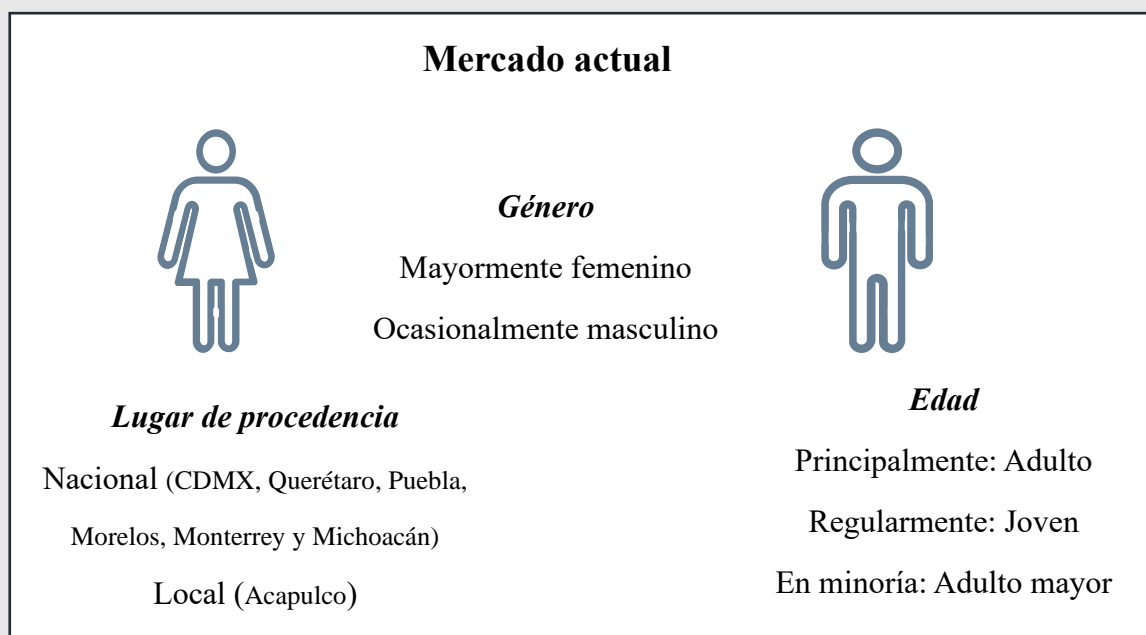 Mercado actual
Género
Mayormente femenino
Ocasionalmente masculino
Lugar de procedencia
Nacional (CDMX, Querétaro, Puebla,
Morelos, Monterrey y Michoacán)
Local (Acapulco)
Edad
Principalmente: Adulto
Regularmente: Joven
En minoría: Adulto mayor